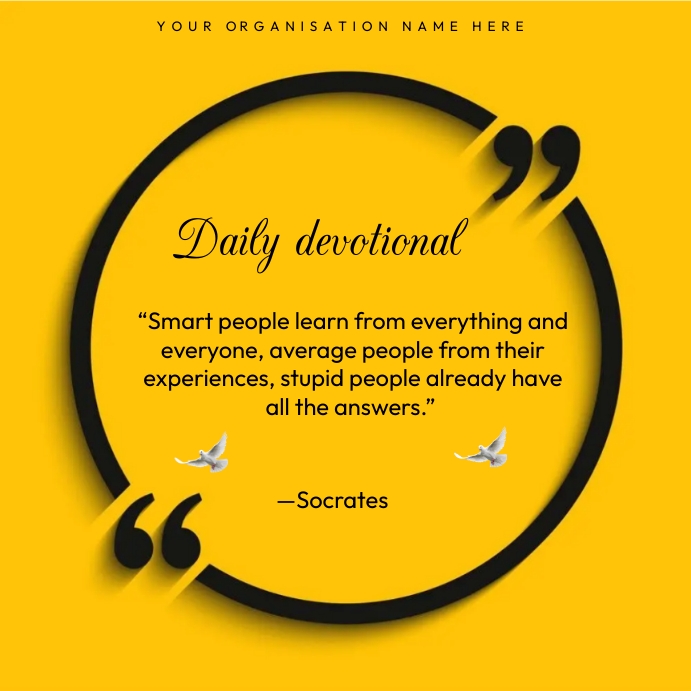 YOUR ORGANISATION NAME HERE
Daily devotional
“Smart people learn from everything and
everyone, average people from their
experiences, stupid people already have
all the answers.”
—Socrates